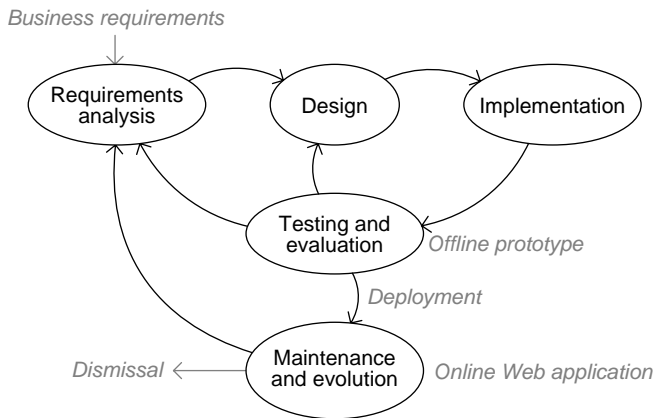 Business requirements
Requirements
analysis
Design
Implementation
Testing and
evaluation
Offline prototype
Deployment
Dismissal
Maintenance
and evolution
Online Web application